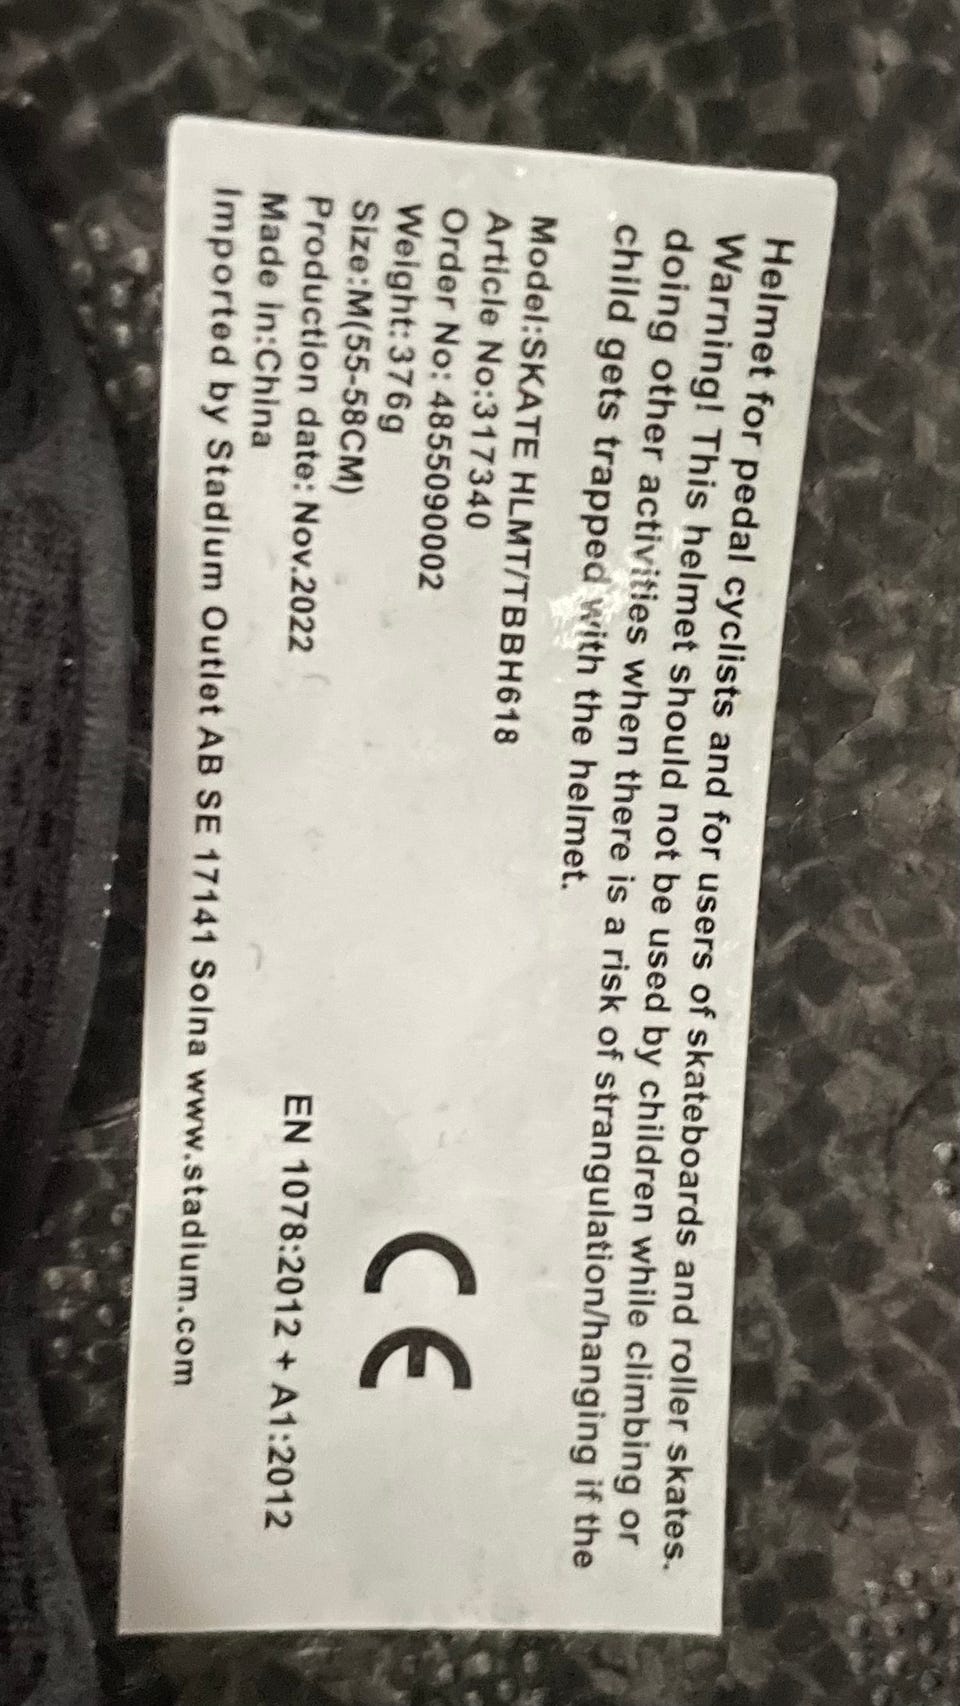 Helmet for pedal cyclists and for users of skateboards and roller skates.
Warning! This helmet should not be used by children while climbing or
doing other activities when there is a risk of strangulation/hanging if the
child gets trapped with the helmet.
Model:SKATE HLMT/TBBH618
Article No:317340
Order No: 4855090002
Weight:376g
Size:M(55-58CM)
Production date: Nov.2022
Made in:China
CE
EN 1078:2012 + A1:2012
Imported by Stadium Outlet AB SE 17141 Solna www.stadium.com